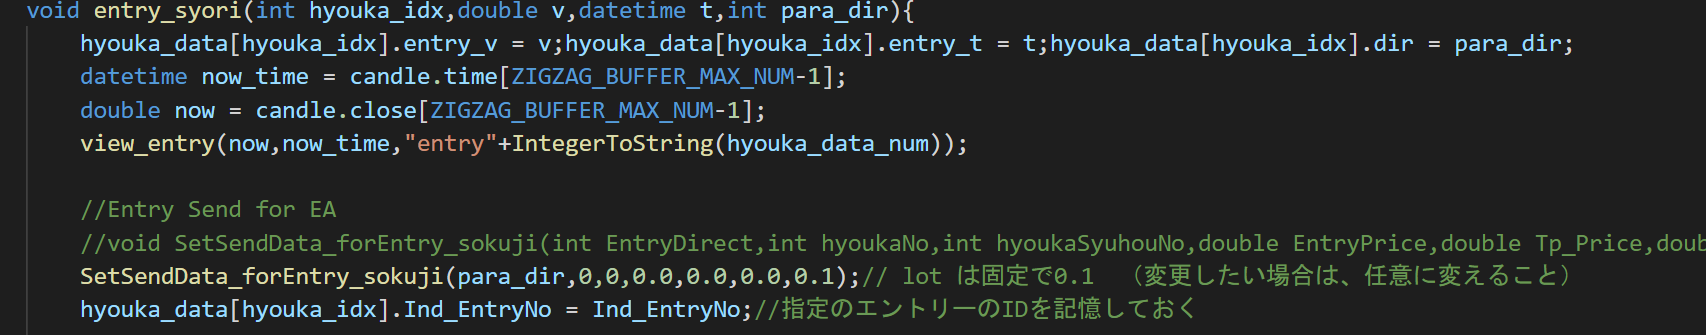 void entry_syori(int hyouka_idx,double v,datetime t,int para_dir){
hyouka_data[hyouka_idx].entry_v = v;hyouka_data[hyouka_idx].entry_t = t;hyouka_data[hyouka_idx].dir = para_dir;
datetime now_time = candle.time[ZIGZAG_BUFFER_MAX_NUM-1];
double now = candle.close[ZIGZAG_BUFFER_MAX_NUM-1];
view_entry(now,now_time,"entry"+IntegerToString(hyouka_data_num));
//Entry Send for EA
//void SetSendData_forEntry_sokuji(int EntryDirect,int hyoukaNo,int hyoukaSyuhouNo,double EntryPrice,double Tp_Price,doub
SetSendData_forEntry_sokuji(para_dir,0,0,0.0,0.0,0.0,0.1);// lot は固定で0.1 （変更したい場合は、任意に変えること）
hyouka_data[hyouka_idx].Ind_EntryNo = Ind_EntryNo;//指定のエントリーのIDを記憶しておく